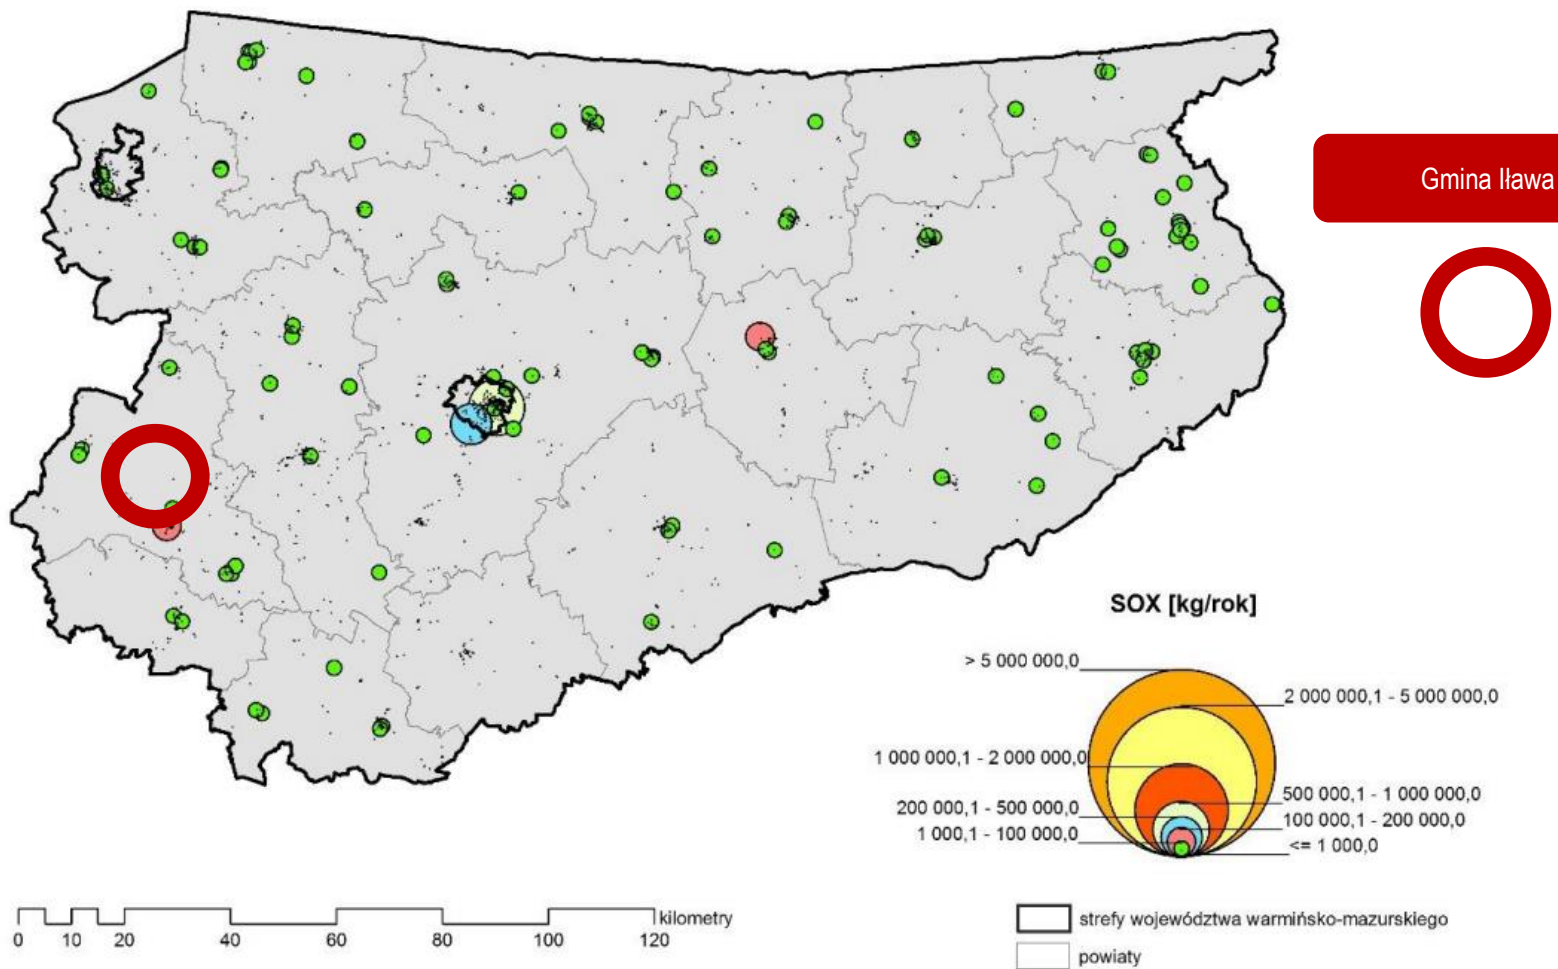 Gmina Iława
SOX [kg/rok]
> 5 000 000,0
2 000 000,1 - 5 000 000,0
1 000 000,1 - 2 000 000,0
500 000,1 - 1 000 000,0
200 000,1 - 500 000,0
100 000,1 - 200 000,0
1 000,1 - 100 000,0
<= 1 000,0
kilometry
0 10 20 40 60 80 100 120
strefy województwa warmińsko-mazurskiego
powiaty